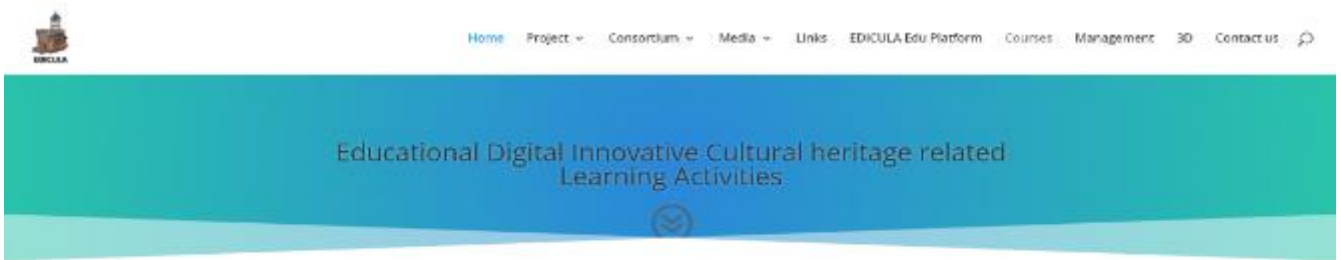 EDICULA
Home Project Consortium Media Links EDICULA Edu Platform Courses Management 3D Contact us
Educational Digital Innovative Cultural heritage related
Learning Activities